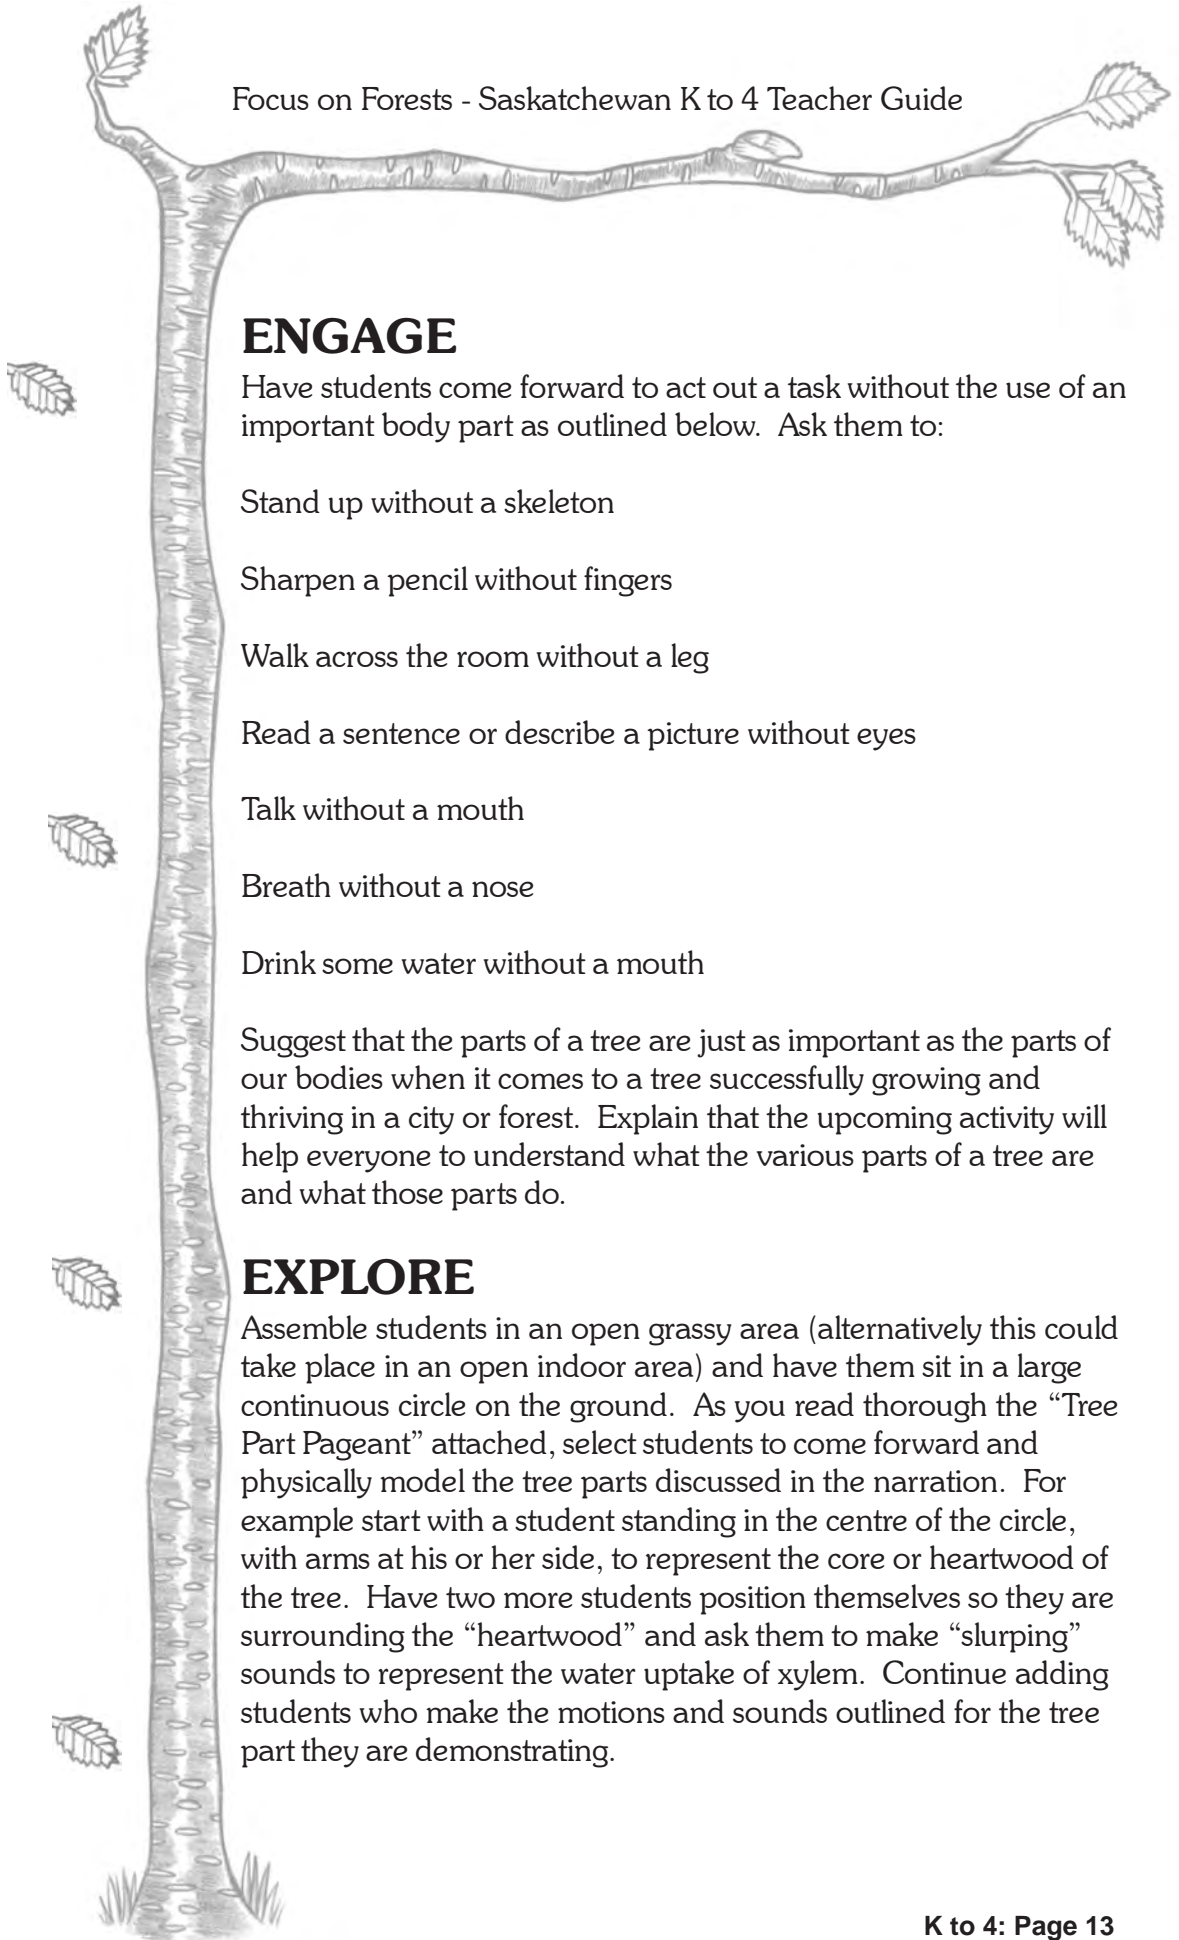 Focus on Forests - Saskatchewan K to 4 Teacher Guide
ENGAGE
Have students come forward to act out a task without the use of an
important body part as outlined below.  Ask them to:
Stand up without a skeleton
Sharpen a pencil without fingers
Walk across the room without a leg
Read a sentence or describe a picture without eyes
Talk without a mouth
Breath without a nose
Drink some water without a mouth
Suggest that the parts of a tree are just as important as the parts of
our bodies when it comes to a tree successfully growing and
thriving in a city or forest.  Explain that the upcoming activity will
help everyone to understand what the various parts of a tree are
and what those parts do.
EXPLORE
Assemble students in an open grassy area (alternatively this could
take place in an open indoor area) and have them sit in a large
continuous circle on the ground.  As you read thorough the “Tree
Part Pageant” attached, select students to come forward and
physically model the tree parts discussed in the narration.  For
example start with a student standing in the centre of the circle,
with arms at his or her side, to represent the core or heartwood of
the tree.  Have two more students position themselves so they are
surrounding the “heartwood” and ask them to make “slurping”
sounds to represent the water uptake of xylem.  Continue adding
students who make the motions and sounds outlined for the tree
part they are demonstrating.
K to 4: Page 13